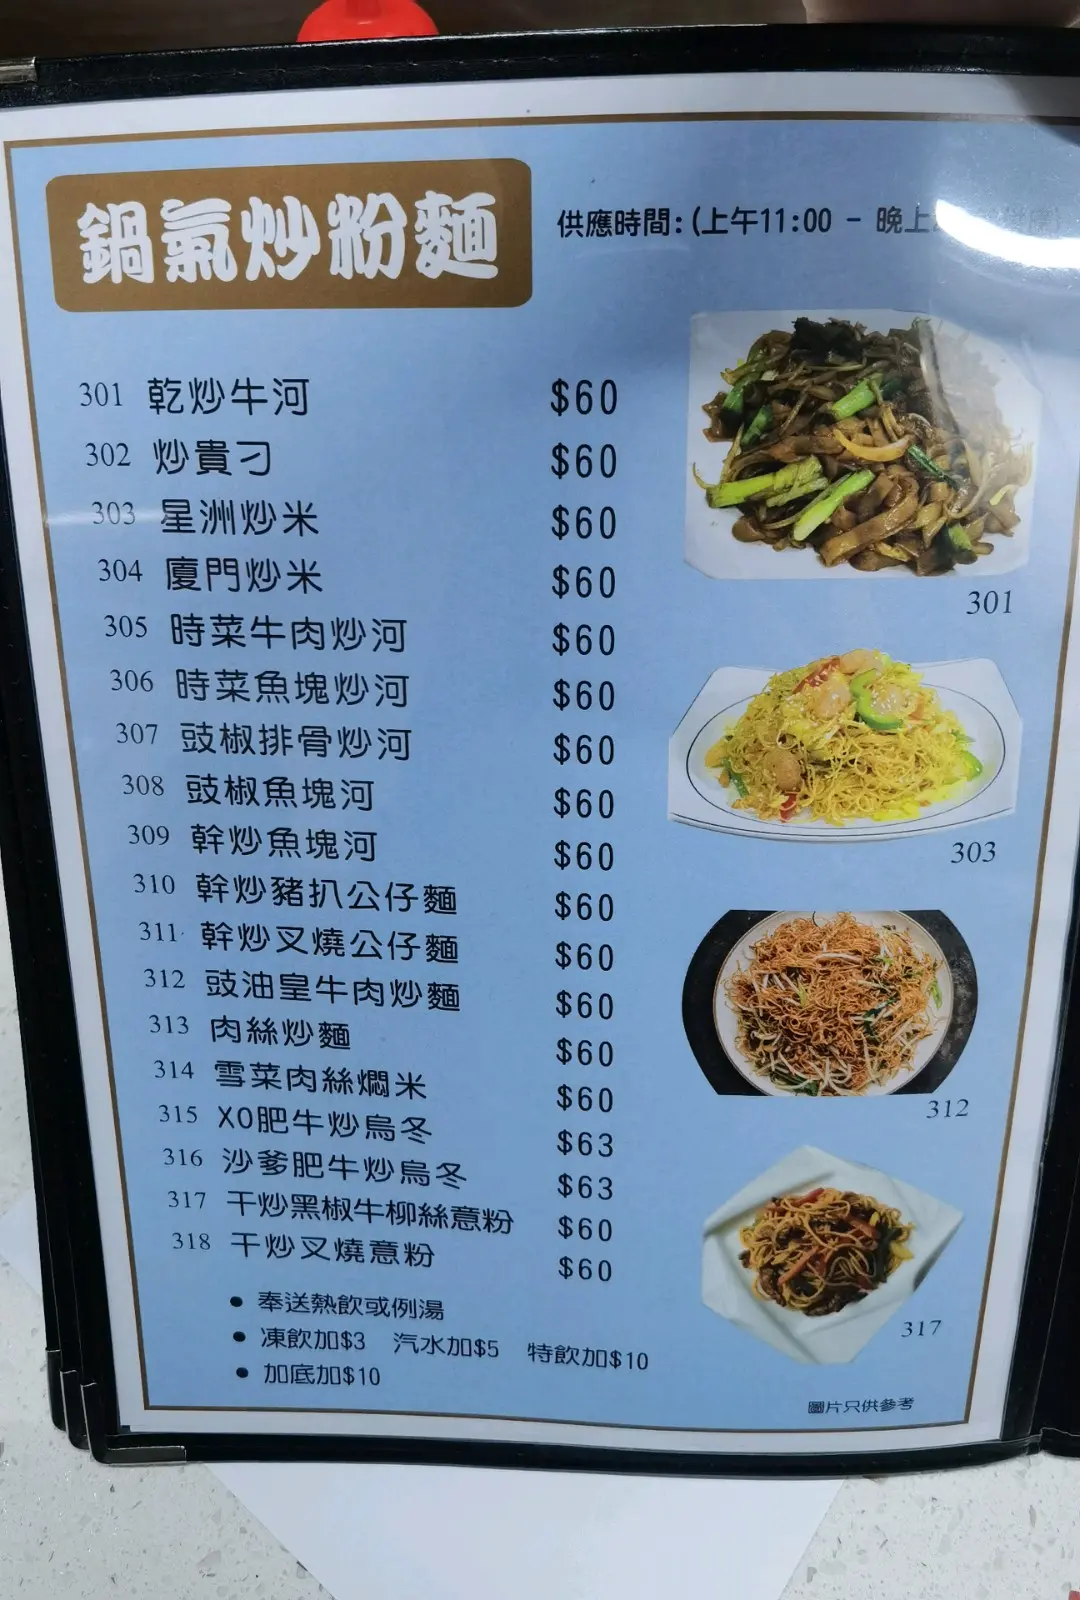 鍋氣炒粉麵
供應時間:(上午11:00 - 晚上
301 乾炒牛河 $60
302 炒貴刁 $60
303 星洲炒米 $60
304 廈門炒米 $60
305 時菜牛肉炒河 $60
306 時菜魚塊炒河 $60
307 豉椒排骨炒河 $60
308 豉椒魚塊河 $60
309 幹炒魚塊河 $60
310 幹炒豬扒公仔麵 $60
311 幹炒叉燒公仔麵 $60
312 豉油皇牛肉炒麵 $60
313 肉絲炒麵 $60
314 雪菜肉絲燜米 $60
315 XO肥牛炒烏冬 $63
316 沙爹肥牛炒烏冬 $63
317 干炒黑椒牛柳絲意粉 $60
318 干炒叉燒意粉 $60
• 奉送熱飲或例湯
• 凍飲加$3 汽水加$5 特飲加$10
• 加底加$10
301
303
312
317
圖片只供參考